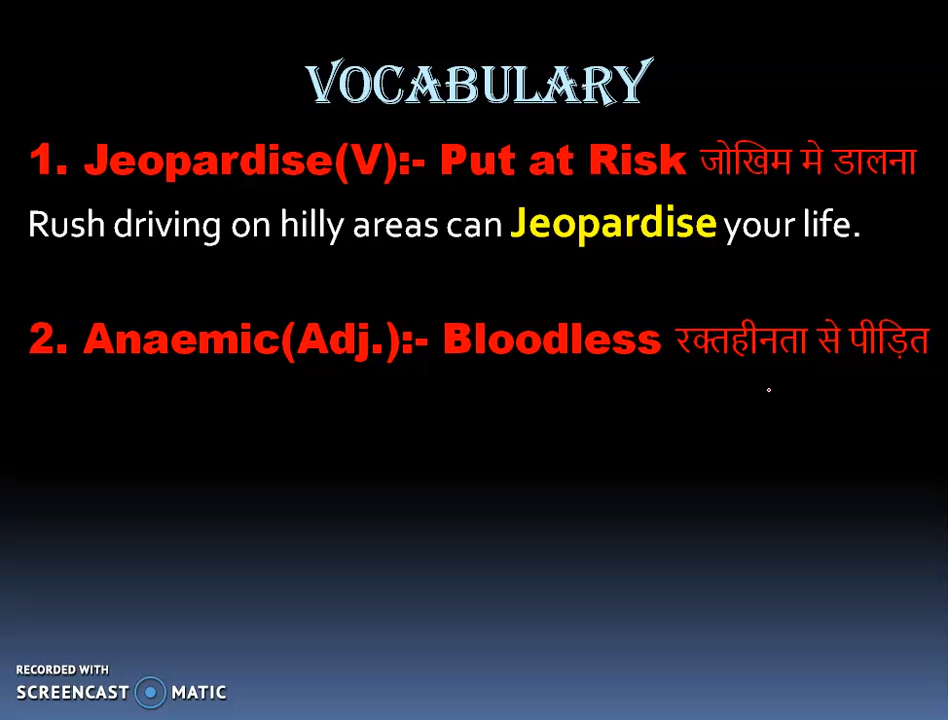 VOCABULARY
1. Jeopardise(V):- Put at Risk जोखिम मे डालना
Rush driving on hilly areas can Jeopardise your life.
2. Anaemic(Adj.):- Bloodless रक्तहीनता से पीड़ित
RECORDED WITH
SCREENCAST MATIC